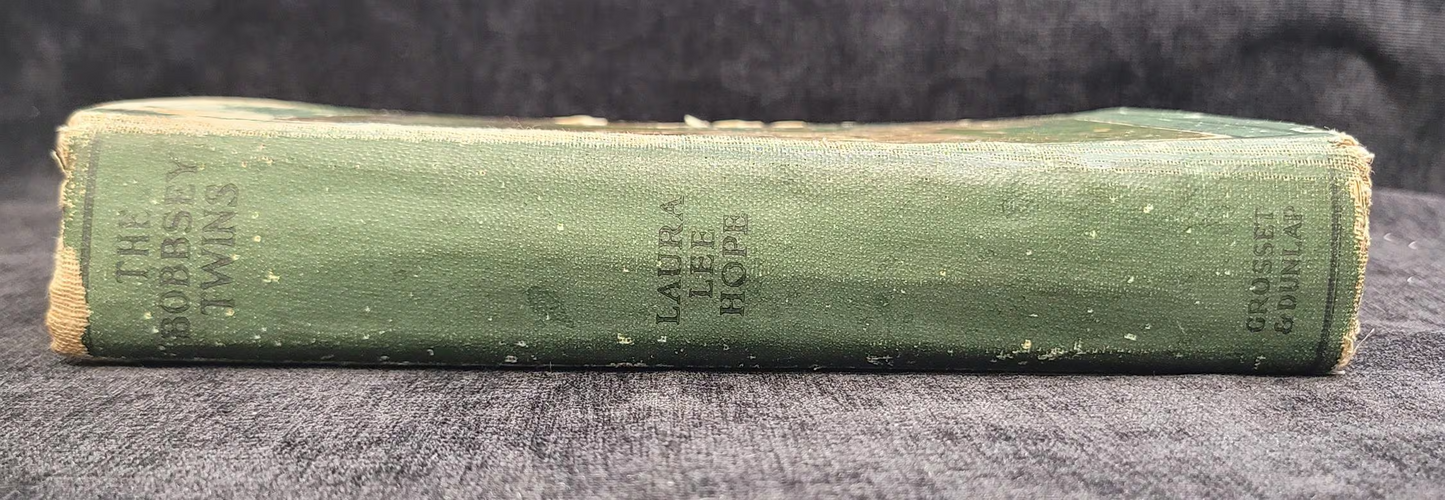 THE
BOBBSEY
TWINS
LAURA
LEE
HOPE
GROSSET
& DUNLAP